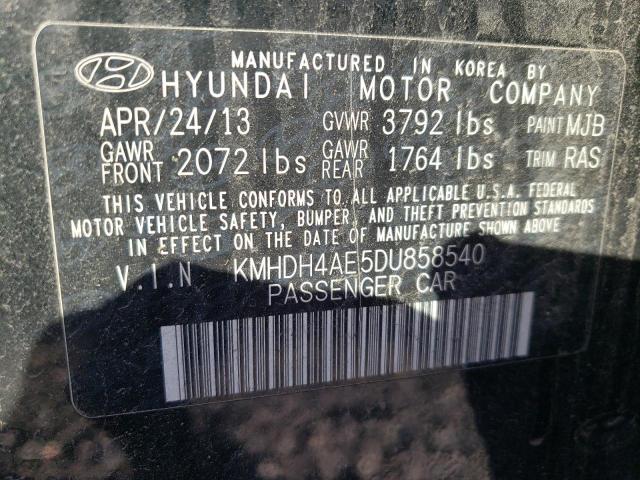 MANUFACTURED IN KOREA BY
HYUNDAI MOTOR COMPANY
APR/24/13 GVWR 3792 lbs PAINT MJB
GAWR FRONT 2072 lbs GAWR REAR 1764 lbs TRIM RAS
THIS VEHICLE CONFORMS TO ALL APPLICABLE U.S.A. FEDERAL
MOTOR VEHICLE SAFETY, BUMPER, AND THEFT PREVENTION STANDARDS
IN EFFECT ON THE DATE OF MANUFACTURE SHOWN ABOVE
V.I.N KMHDH4AE5DU858540
PASSENGER CAR